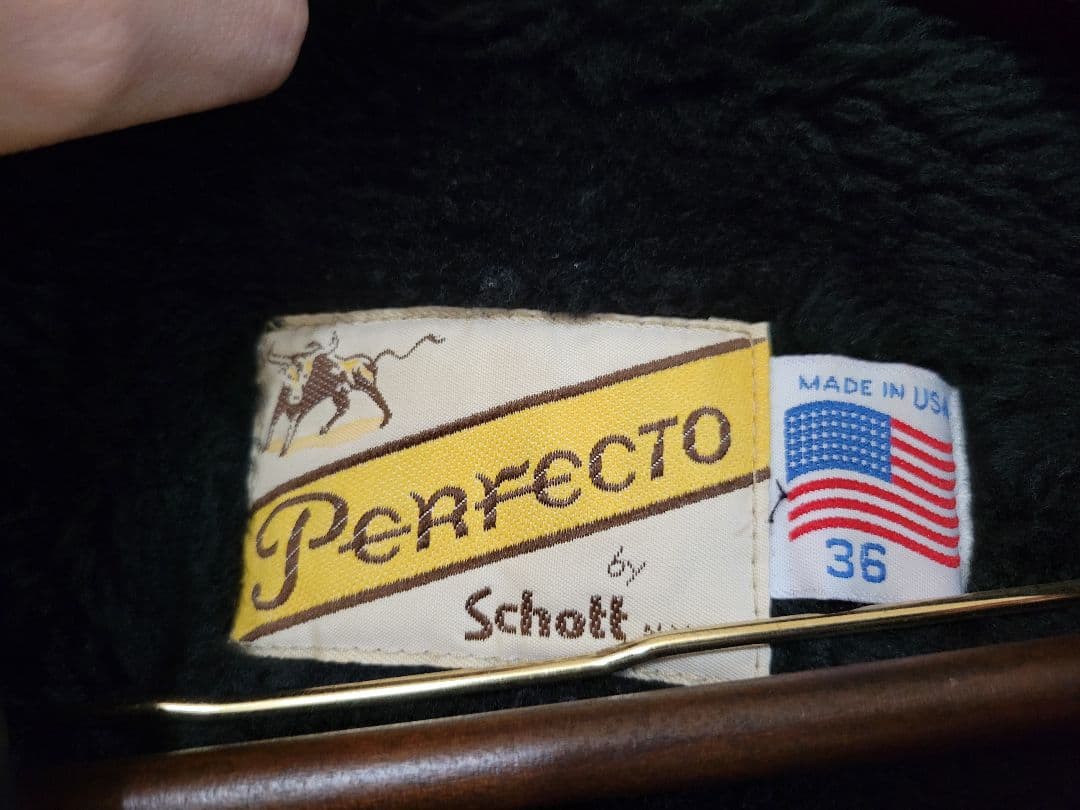 PERFECTO
by
Schott
MADE IN USA
36